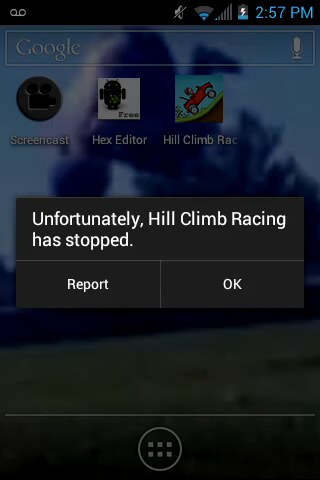 2:57 PM
Google
Screencast
Hex Editor
Hill Climb Rac
Free
Unfortunately, Hill Climb Racing
has stopped.
Report
OK